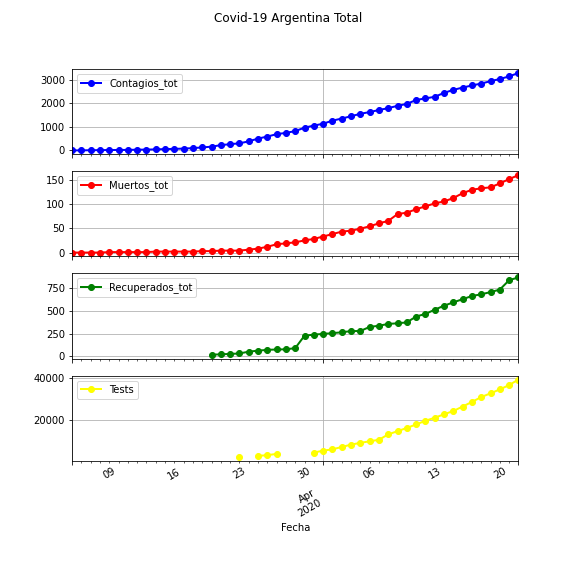 Covid-19 Argentina Total
3000
2000
1000
0
Contagios_tot
150
100
50
0
Muertos_tot
750
500
250
0
Recuperados_tot
40000
20000
Tests
09 16 23 30 06 13 20
Apr
2020
Fecha